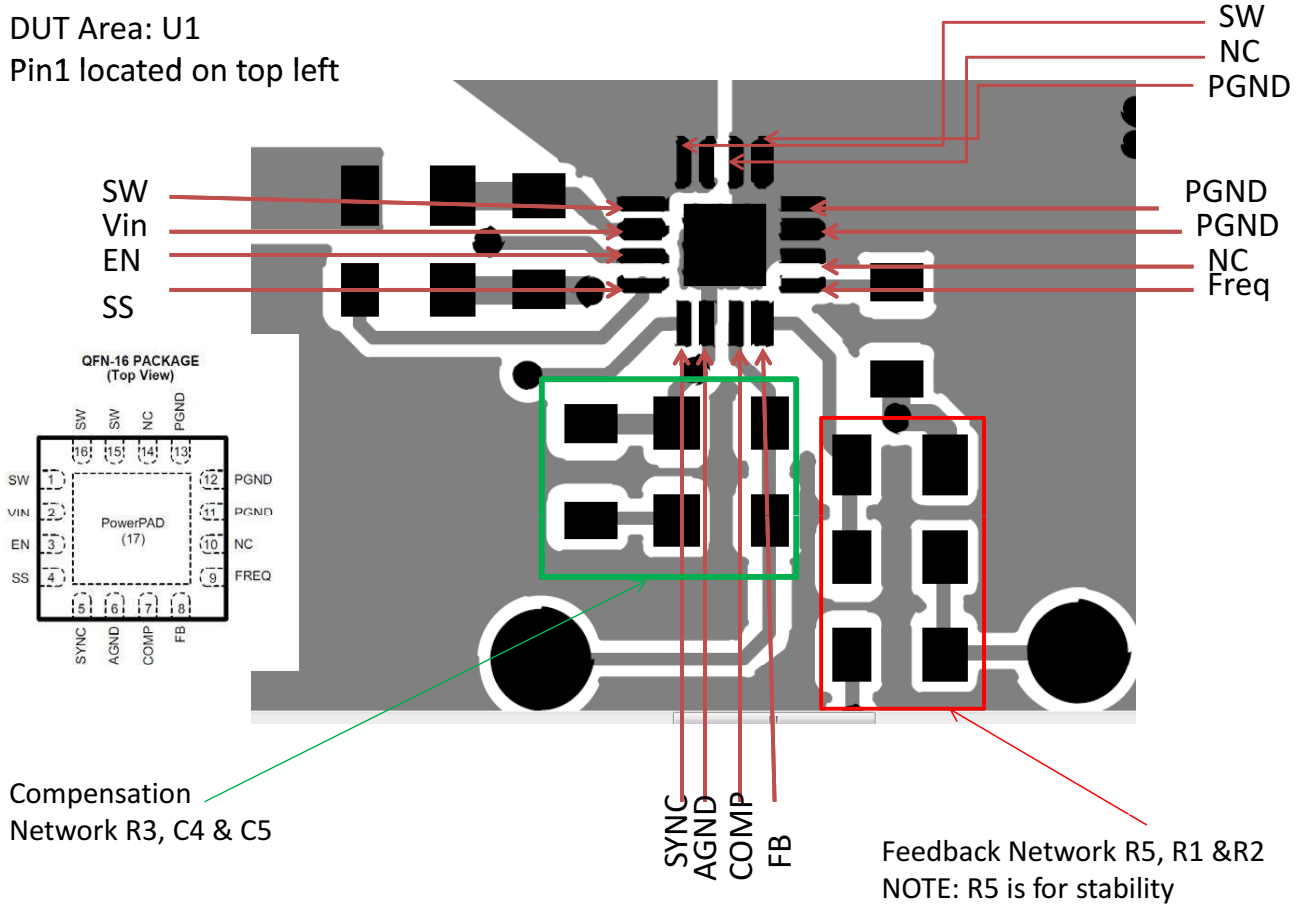 DUT Area: U1
Pin1 located on top left
SW
NC
PGND
SW
Vin
EN
SS
PGND
PGND
NC
Freq
QFN-16 PACKAGE
(Top View)
SW
SW
NC
PGND
16
15
14
13
SW 1
12 PGND
VIN 2
11 PGND
EN 3
10 NC
SS 4
9 FREQ
PowerPAD
(17)
5
6
7
8
SYNC
AGND
COMP
FB
SYNC
AGND
COMP
FB
Compensation
Network R3, C4 & C5
Feedback Network R5, R1 &R2
NOTE: R5 is for stability